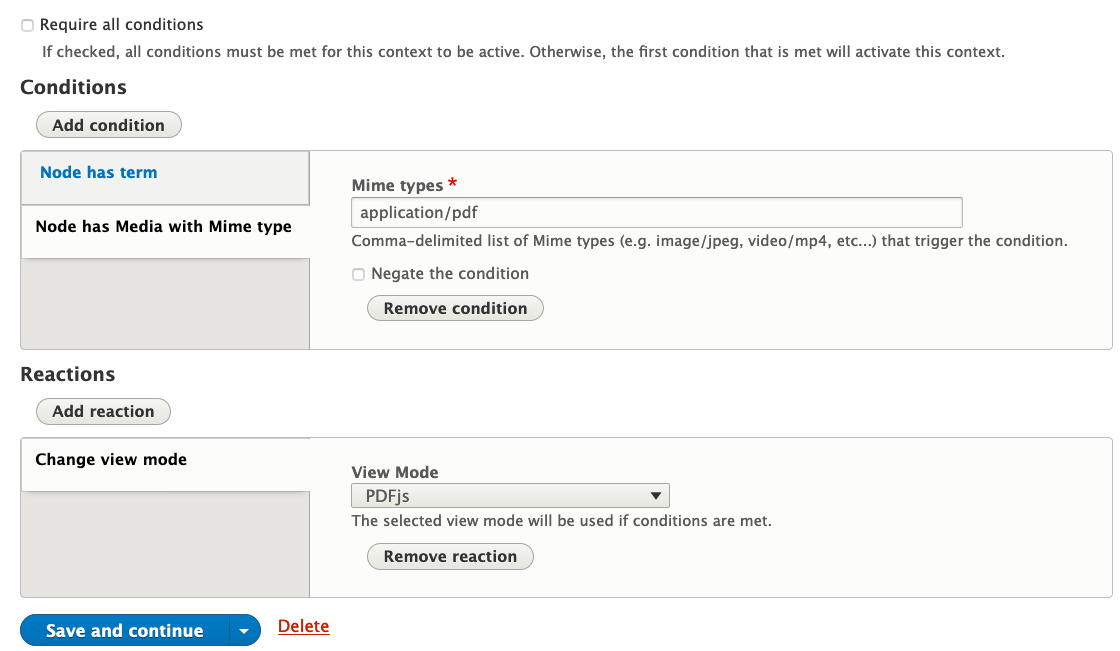 Require all conditions
If checked, all conditions must be met for this context to be active. Otherwise, the first condition that is met will activate this context.
Conditions
Add condition
Node has term
Node has Media with Mime type
Mime types *
application/pdf
Comma-delimited list of Mime types (e.g. image/jpeg, video/mp4, etc...) that trigger the condition.
Negate the condition
Remove condition
Reactions
Add reaction
Change view mode
View Mode
PDFjs
The selected view mode will be used if conditions are met.
Remove reaction
Save and continue
Delete